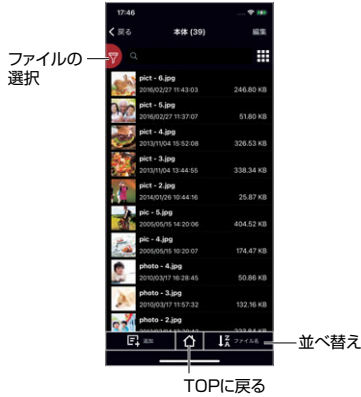 17:46
戻る 本体 (39) 編集
ファイルの
選択
pict - 6.jpg
2016/02/27 11:43:03 246.80 KB
pict - 5.jpg
2016/02/27 11:37:07 51.80 KB
pict - 4.jpg
2013/11/04 15:52:08 326.53 KB
pict - 3.jpg
2013/11/04 13:44:55 338.34 KB
pict - 2.jpg
2014/01/26 10:44:16 25.87 KB
pic - 5.jpg
2005/05/15 14:20:06 404.52 KB
pic - 4.jpg
2005/05/15 10:20:07 174.47 KB
photo - 4.jpg
2010/03/17 16:28:45 50.86 KB
photo - 3.jpg
2010/03/17 11:57:32 132.16 KB
photo - 2.jpg
追加 ファイル名
並べ替え
TOPに戻る